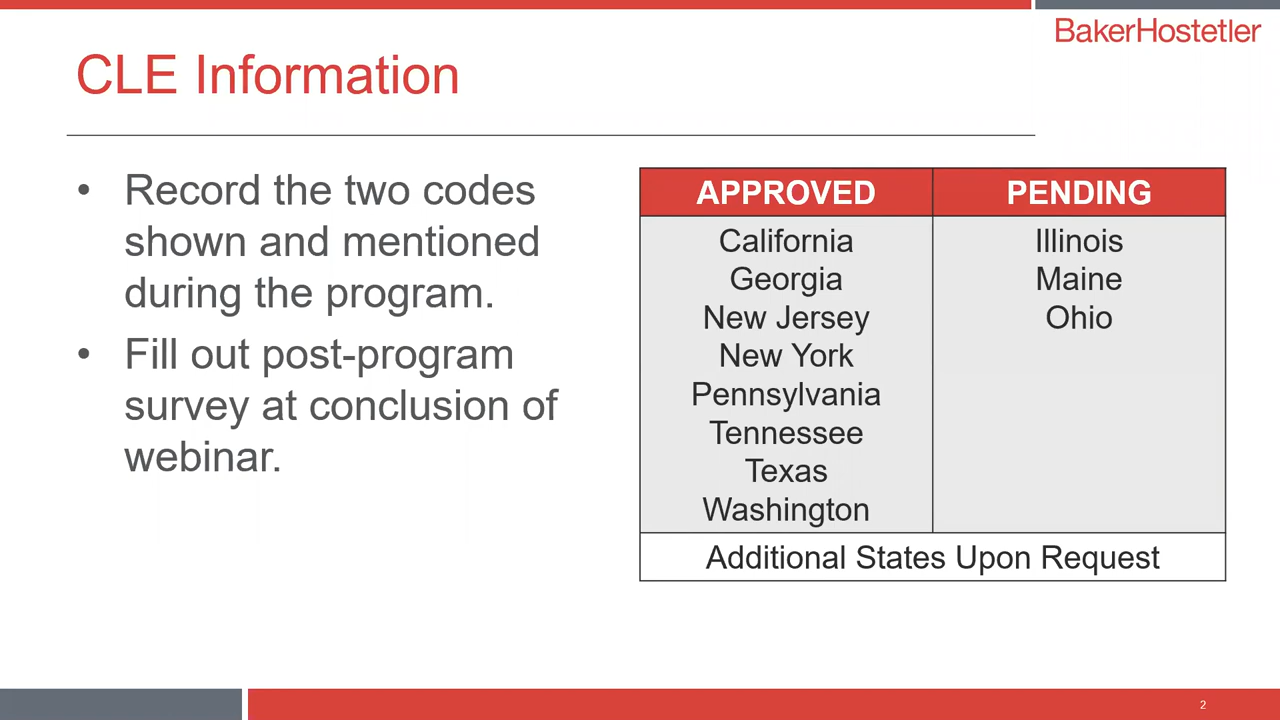 BakerHostetler
CLE Information
• Record the two codes
shown and mentioned
during the program.
• Fill out post-program
survey at conclusion of
webinar.
APPROVED PENDING
California Illinois
Georgia Maine
New Jersey Ohio
New York
Pennsylvania
Tennessee
Texas
Washington
Additional States Upon Request
2